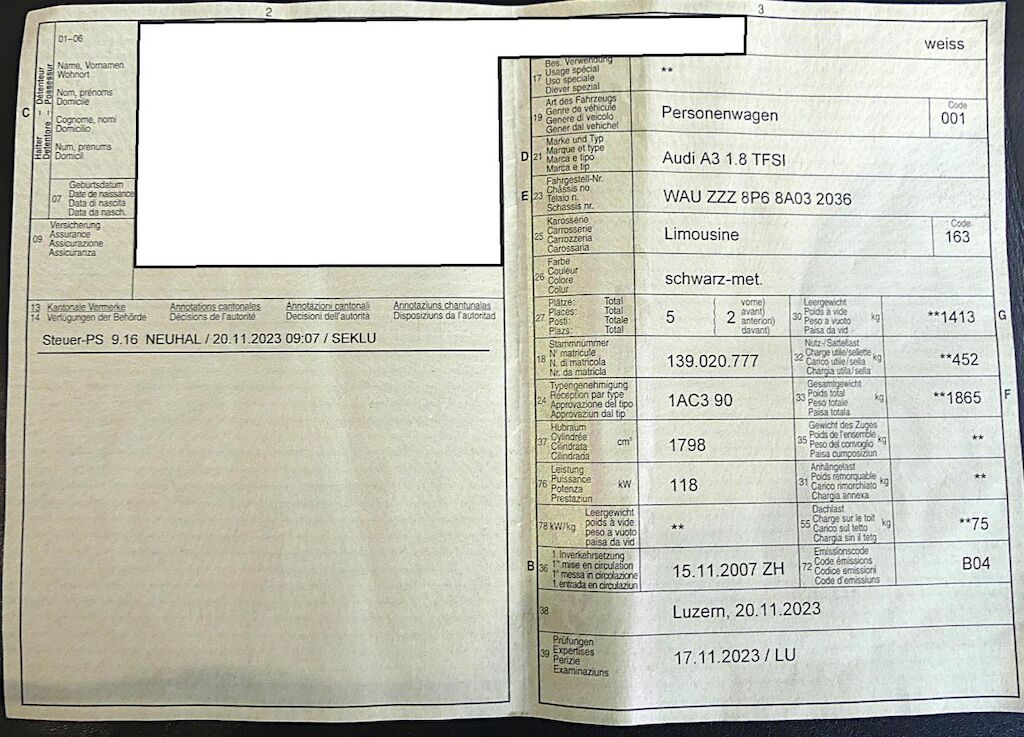 2
01–06
Name, Vornamen
Wohnort
Nom, prénoms
Domicile
Cognome, nomi
Domicilio
Num, prenums
Domicil
C
Halter Détenteur
Detentore Possessur
07
Geburtsdatum
Date de naissance
Data di nascita
Data da nasch.
09
Versicherung
Assurance
Assicurazione
Assicuranza
13 Kantonale Vermerke Annotations cantonales Annotazioni cantonali Annotaziuns chantunalas
14 Verfügungen der Behörde Décisions de l'autorité Decisioni dell'autorità Disposiziuns da l'autoritad
Steuer-PS 9.16 NEUHAL / 20.11.2023 09:07 / SEKLU
3
weiss
17
Bes. Verwendung
Usage spécial
Uso speciale
Diever spezial
**
19
Art des Fahrzeugs
Genre de véhicule
Genere di veicolo
Gener dal vehichel
Personenwagen
Code
001
D 21
Marke und Typ
Marque et type
Marca e tipo
Marca e tip
Audi A3 1.8 TFSI
E 23
Fahrgestell-Nr.
Châssis no
Telaio n.
Schassis nr.
WAU ZZZ 8P6 8A03 2036
25
Karosserie
Carrosserie
Carrozzeria
Carossaria
Limousine
Code
163
26
Farbe
Couleur
Colore
Colur
schwarz-met.
27
Plätze: Total
Places: Total
Posti: Totale
Plazs: Total
5
2
vorne)
avant)
anteriori)
davant)
30
Leergewicht
Poids à vide
Peso a vuoto
Paisa da vid
kg
**1413
G
18
Stammnummer
N° matricule
N. di matricola
Nr. da matricla
139.020.777
32
Nutz-/Sattellast
Charge utile/sellette
Carico utile/sella
Chargia utila/sella
kg
**452
24
Typengenehmigung
Réception par type
Approvazione del tipo
Approvaziun dal tip
1AC3 90
33
Gesamtgewicht
Poids total
Peso totale
Paisa totala
kg
**1865
F
37
Hubraum
Cylindrée
Cilindrata
Cilindrada
cm³
1798
35
Gewicht des Zuges
Poids de l'ensemble
Peso del convoglio
Paisa cumposiziun
kg
**
76
Leistung
Puissance
Potenza
Prestaziun
kW
118
31
Anhängelast
Poids remorquable
Carico rimorchiato
Chargia annexa
kg
**
78 kW/kg
Leergewicht
poids à vide
peso a vuoto
paisa da vid
**
55
Dachlast
Charge sur le toit
Carico sul tetto
Chargia sin il tetg
kg
**75
B 36
1. Inverkehrsetzung
1re mise en circulation
1a messa in circolazione
1. entrada en circulaziun
15.11.2007 ZH
72
Emissionscode
Code émissions
Codice emissioni
Code d'emissiuns
B04
38
Luzern, 20.11.2023
39
Prüfungen
Expertises
Perizie
Examinaziuns
17.11.2023 / LU